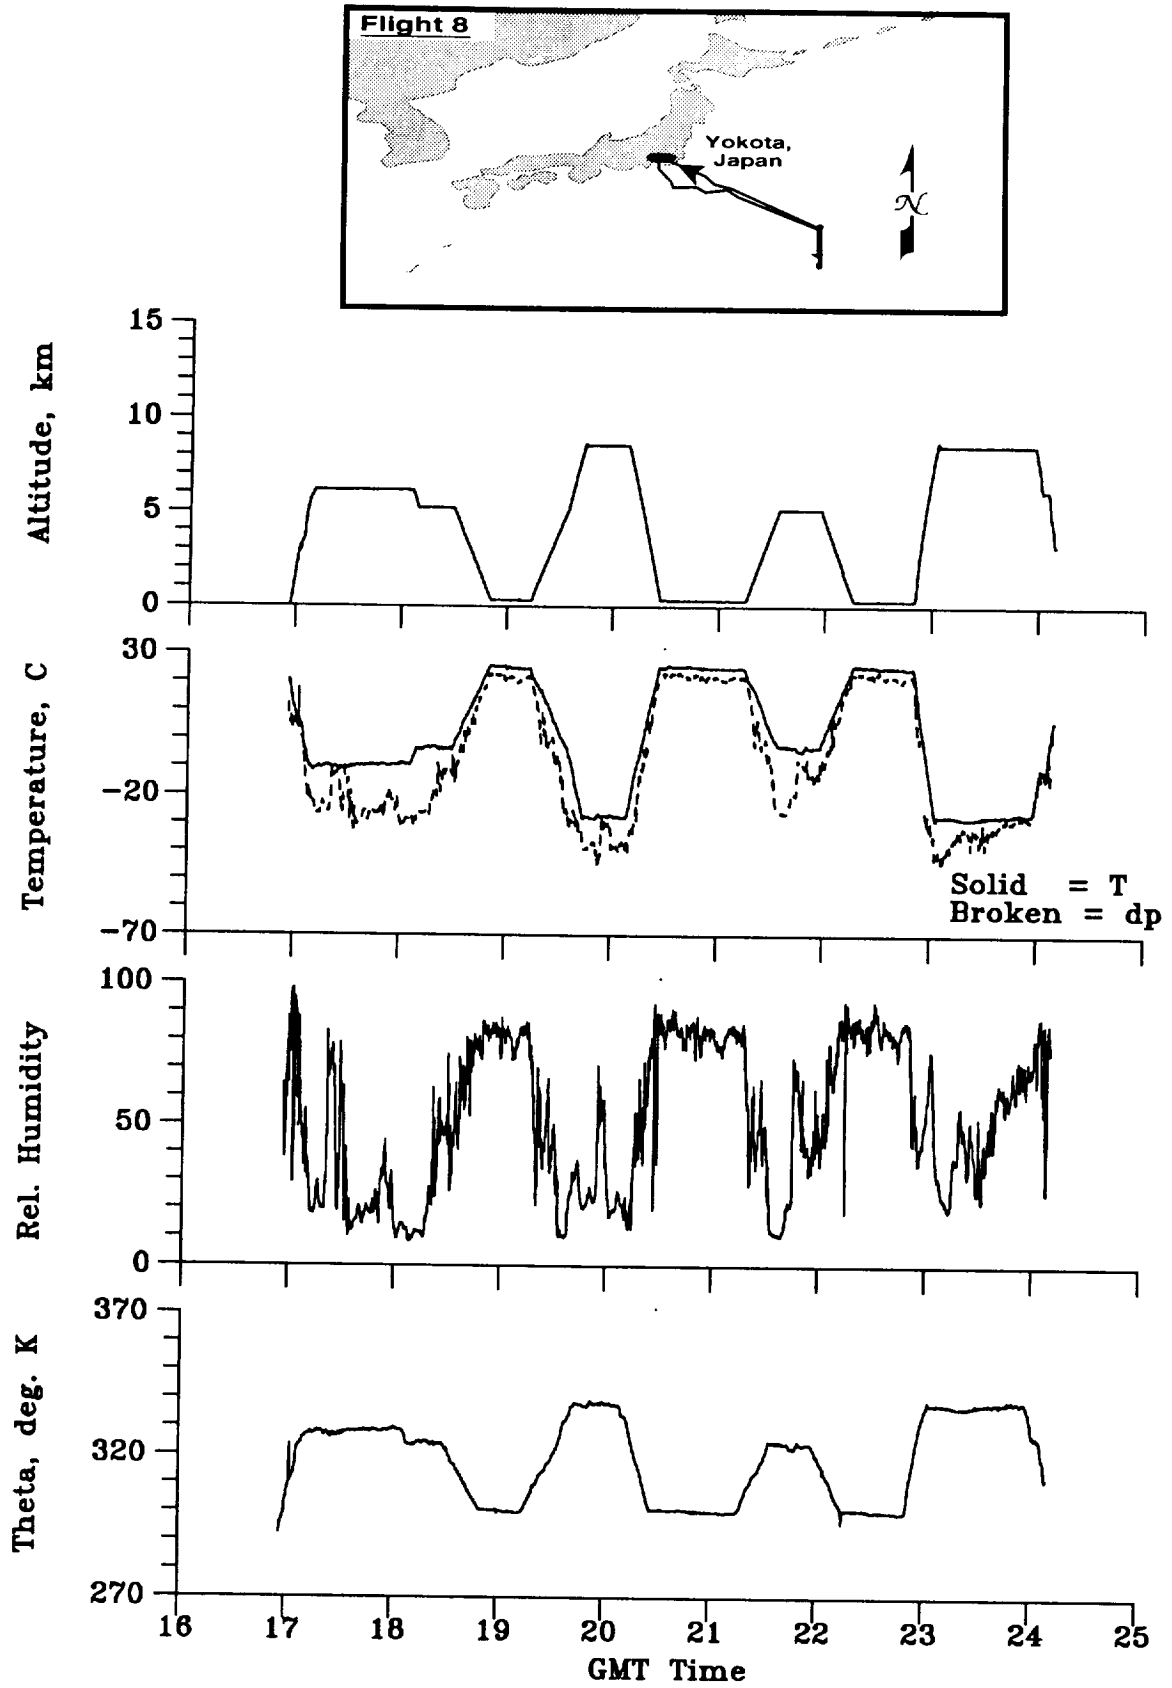 Flight 8
Yokota,
Japan
N
15
10
5
0
Altitude, km
30
-20
-70
Temperature, C
Solid = T
Broken = dp
100
50
0
Rel. Humidity
370
320
270
Theta, deg. K
16 17 18 19 20 21 22 23 24 25
GMT Time